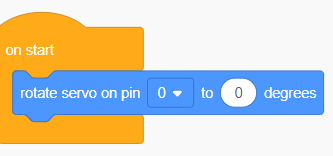 on start
rotate servo on pin 0 to 0 degrees